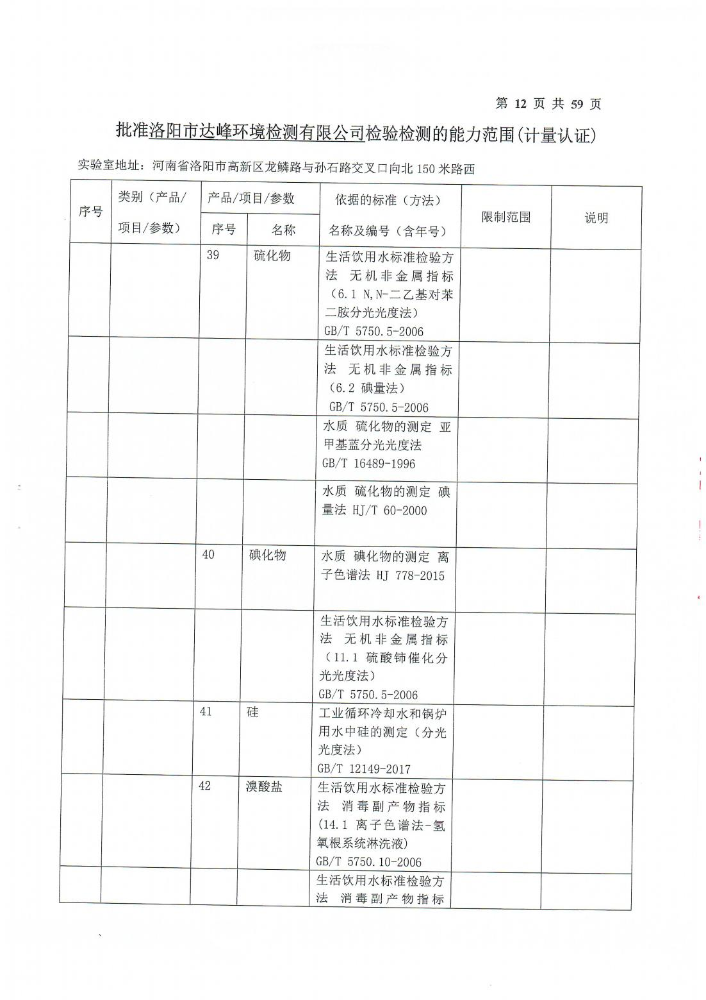 第 12 页 共 59 页
批准洛阳市达峰环境检测有限公司检验检测的能力范围(计量认证)
实验室地址：河南省洛阳市高新区龙鳞路与孙石路交叉口向北 150 米路西
序号
类别（产品/
项目/参数）
产品/项目/参数
序号
名称
依据的标准（方法）
名称及编号（含年号）
限制范围
说明
39
硫化物
生活饮用水标准检验方
法 无机非金属指标
（6.1 N,N-二乙基对苯
二胺分光光度法）
GB/T 5750.5-2006
生活饮用水标准检验方
法 无机非金属指标
（6.2 碘量法）
GB/T 5750.5-2006
水质 硫化物的测定 亚
甲基蓝分光光度法
GB/T 16489-1996
水质 硫化物的测定 碘
量法 HJ/T 60-2000
40
碘化物
水质 碘化物的测定 离
子色谱法 HJ 778-2015
生活饮用水标准检验方
法 无机非金属指标
（11.1 硫酸铈催化分
光光度法）
GB/T 5750.5-2006
41
硅
工业循环冷却水和锅炉
用水中硅的测定（分光
光度法）
GB/T 12149-2017
42
溴酸盐
生活饮用水标准检验方
法 消毒副产物指标
(14.1 离子色谱法-氢
氧根系统淋洗液)
GB/T 5750.10-2006
生活饮用水标准检验方
法 消毒副产物指标